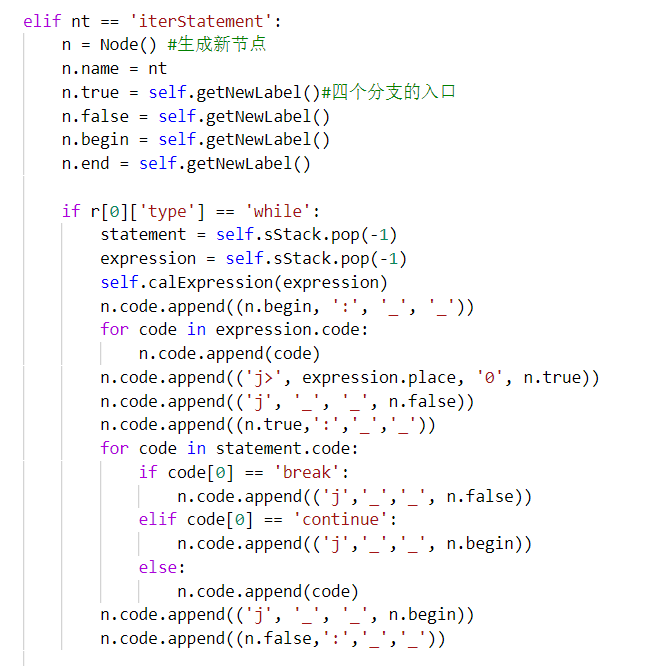 elif nt == 'iterStatement':
    n = Node() #生成新节点
    n.name = nt
    n.true = self.getNewLabel()#四个分支的入口
    n.false = self.getNewLabel()
    n.begin = self.getNewLabel()
    n.end = self.getNewLabel()

    if r[0]['type'] == 'while':
        statement = self.sStack.pop(-1)
        expression = self.sStack.pop(-1)
        self.calExpression(expression)
        n.code.append((n.begin, ':', '_', '_'))
        for code in expression.code:
            n.code.append(code)
        n.code.append(('j>', expression.place, '0', n.true))
        n.code.append(('j', '_', '_', n.false))
        n.code.append((n.true,':','_','_'))
        for code in statement.code:
            if code[0] == 'break':
                n.code.append(('j','_','_', n.false))
            elif code[0] == 'continue':
                n.code.append(('j','_','_', n.begin))
            else:
                n.code.append(code)
        n.code.append(('j', '_', '_', n.begin))
        n.code.append((n.false,':','_','_'))